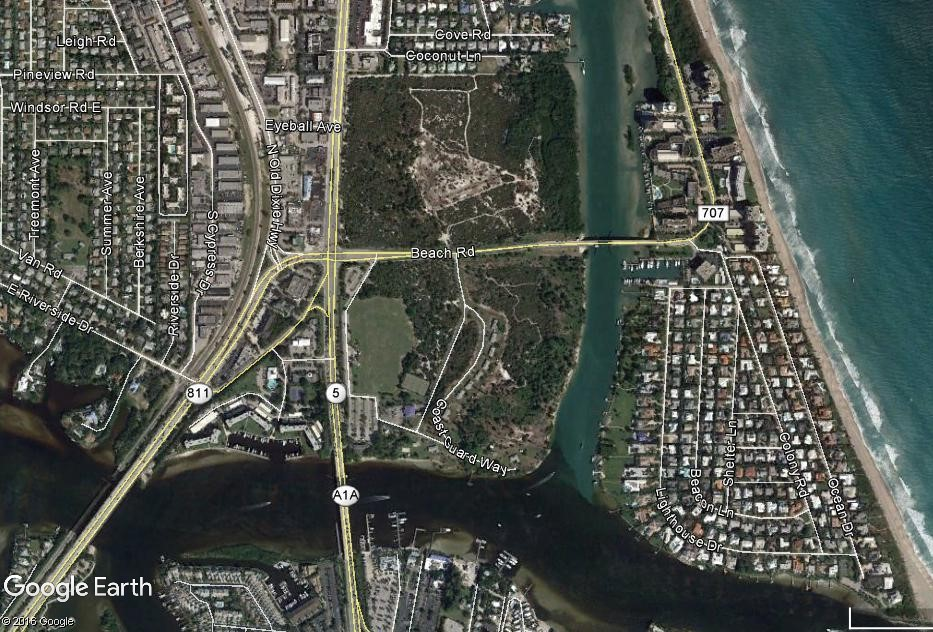 Cove Rd
Leigh Rd
Coconut Ln
Pineview Rd
Windsor Rd E
Eyeball Ave
Treemont Ave
Summer Ave
Berkshire Ave
N Old Dixie Hwy
S Cypress Dr
707
Beach Rd
Van Rd
Riverside Dr
E Riverside Dr
811
5
Coast Guard Way
Shelter Ln
Colony Rd
Beacon Ln
Ocean Dr
Lighthouse Dr
A1A
Google Earth
© 2016 Google